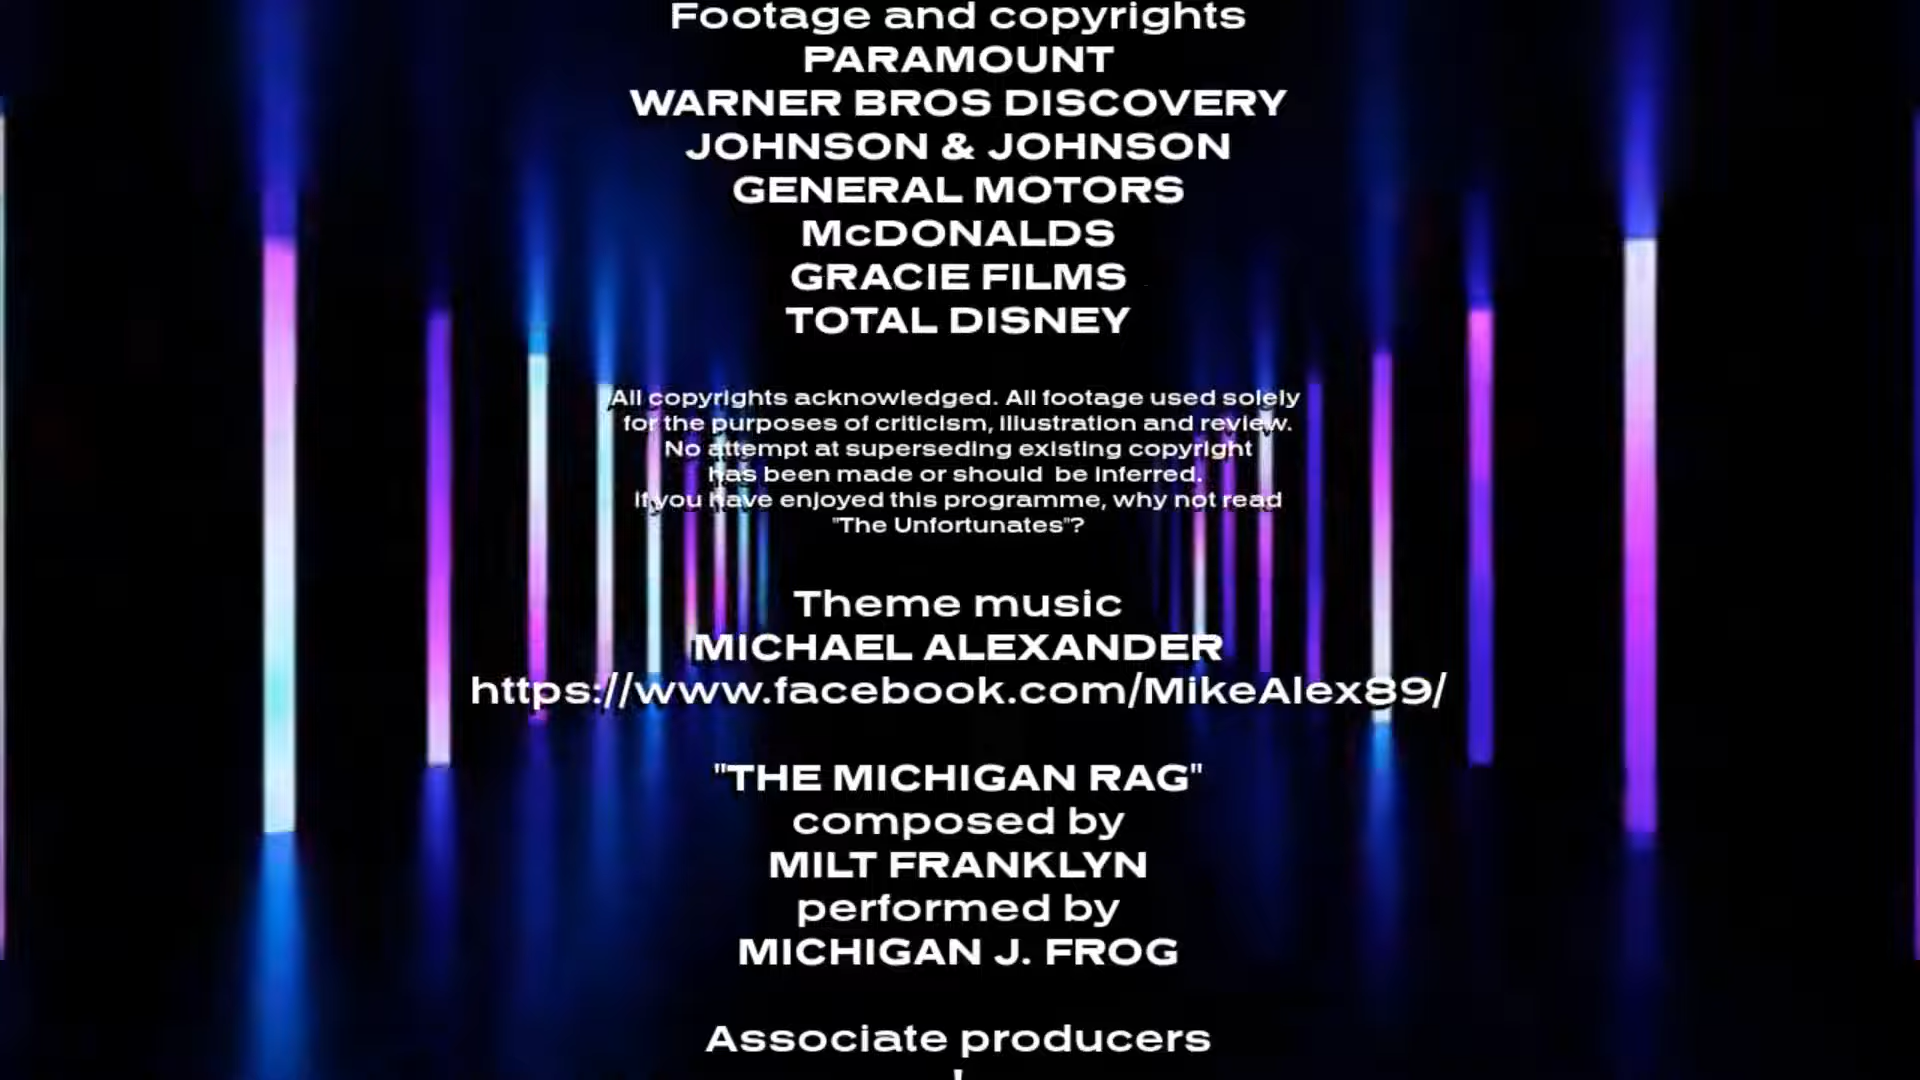 Footage and copyrights
PARAMOUNT
WARNER BROS DISCOVERY
JOHNSON & JOHNSON
GENERAL MOTORS
McDONALDS
GRACIE FILMS
TOTAL DISNEY
All copyrights acknowledged. All footage used solely
for the purposes of criticism, illustration and review.
No attempt at superseding existing copyright
has been made or should  be inferred.
If you have enjoyed this programme, why not read
"The Unfortunates"?
Theme music
MICHAEL ALEXANDER
https://www.facebook.com/MikeAlex89/
"THE MICHIGAN RAG"
composed by
MILT FRANKLYN
performed by
MICHIGAN J. FROG
Associate producers